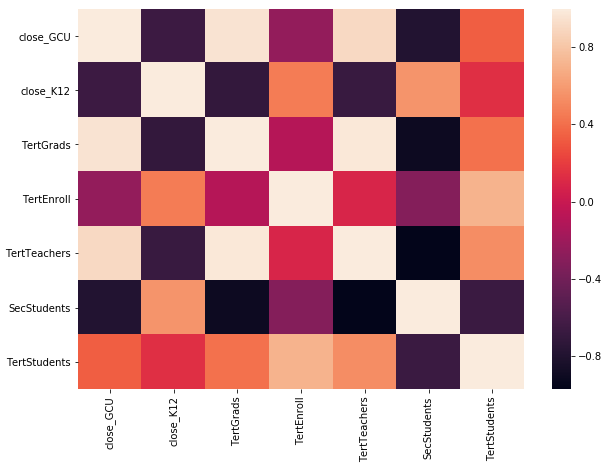 close_GCU
close_K12
TertGrads
TertEnroll
TertTeachers
SecStudents
TertStudents
close_GCU
close_K12
TertGrads
TertEnroll
TertTeachers
SecStudents
TertStudents
0.8
0.4
0.0
−0.4
−0.8